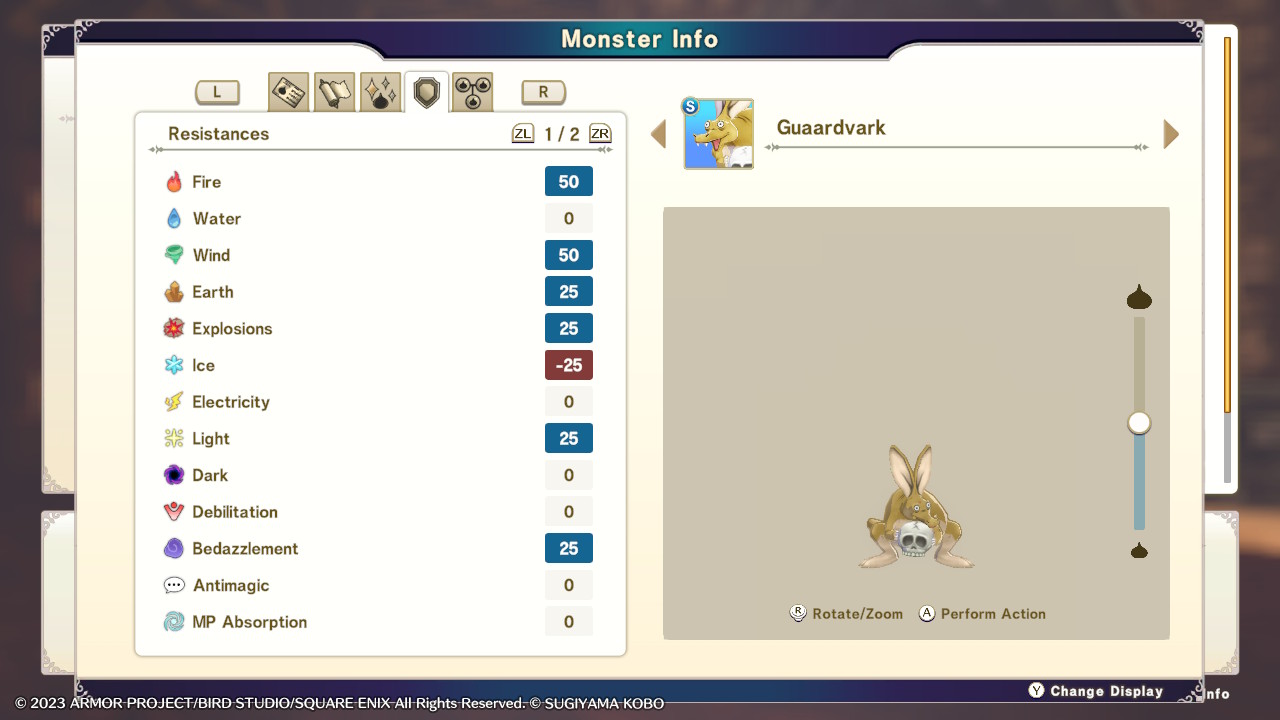 Monster Info
L
R
Resistances
ZL 1 / 2 ZR
Fire 50
Water 0
Wind 50
Earth 25
Explosions 25
Ice -25
Electricity 0
Light 25
Dark 0
Debilitation 0
Bedazzlement 25
Antimagic 0
MP Absorption 0
S
Guaardvark
R Rotate/Zoom A Perform Action
Y Change Display
Info
© 2023 ARMOR PROJECT/BIRD STUDIO/SQUARE ENIX All Rights Reserved. © SUGIYAMA KOBO